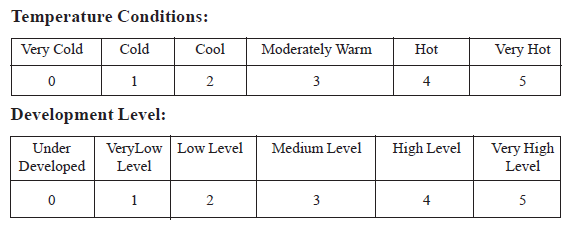 Temperature Conditions:
Very Cold Cold Cool Moderately Warm Hot Very Hot
0 1 2 3 4 5
Development Level:
Under VeryLow Low Level Medium Level High Level Very High
Developed Level Level
0 1 2 3 4 5